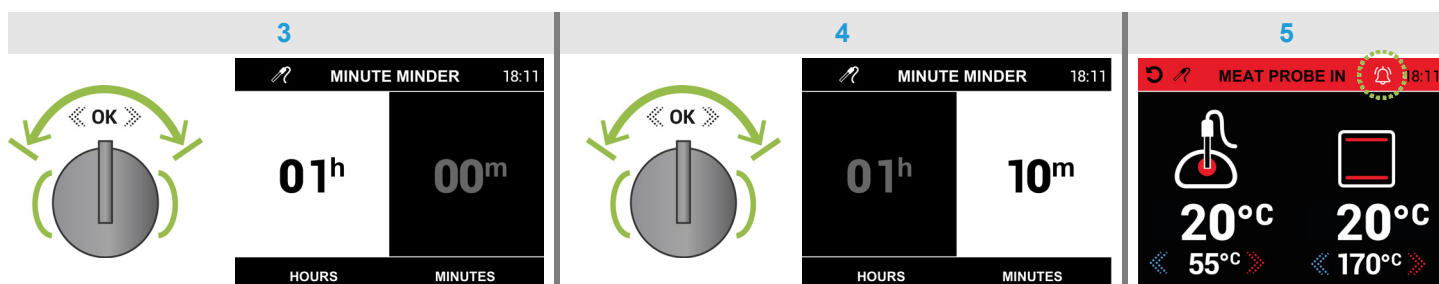 3
OK
MINUTE MINDER 18:11
01h 00m
HOURS MINUTES
4
OK
MINUTE MINDER 18:11
01h 10m
HOURS MINUTES
5
MEAT PROBE IN 18:11
20°C 20°C
55°C 170°C